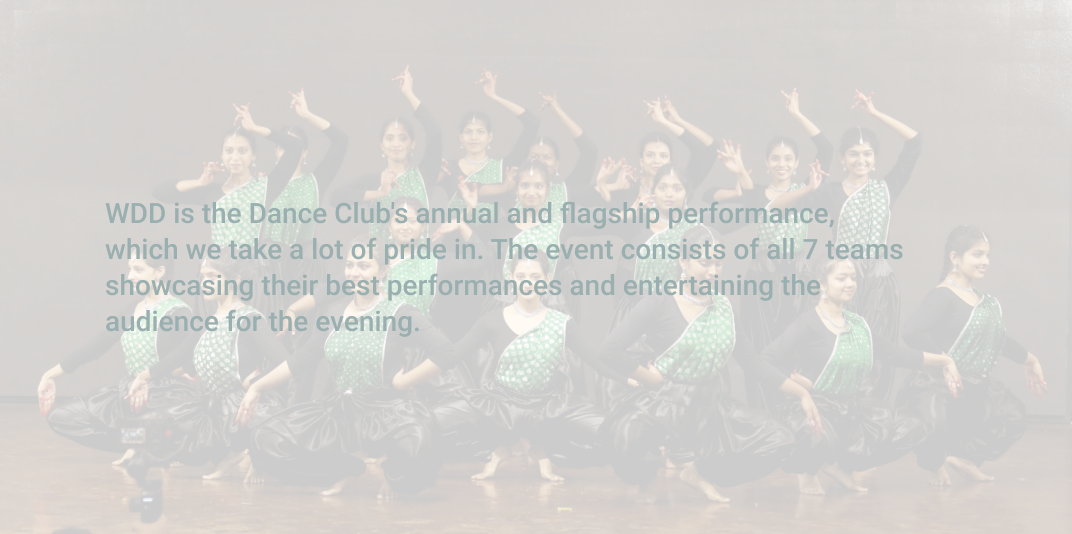 WDD is the Dance Club's annual and flagship performance,
which we take a lot of pride in. The event consists of all 7 teams
showcasing their best performances and entertaining the
audience for the evening.